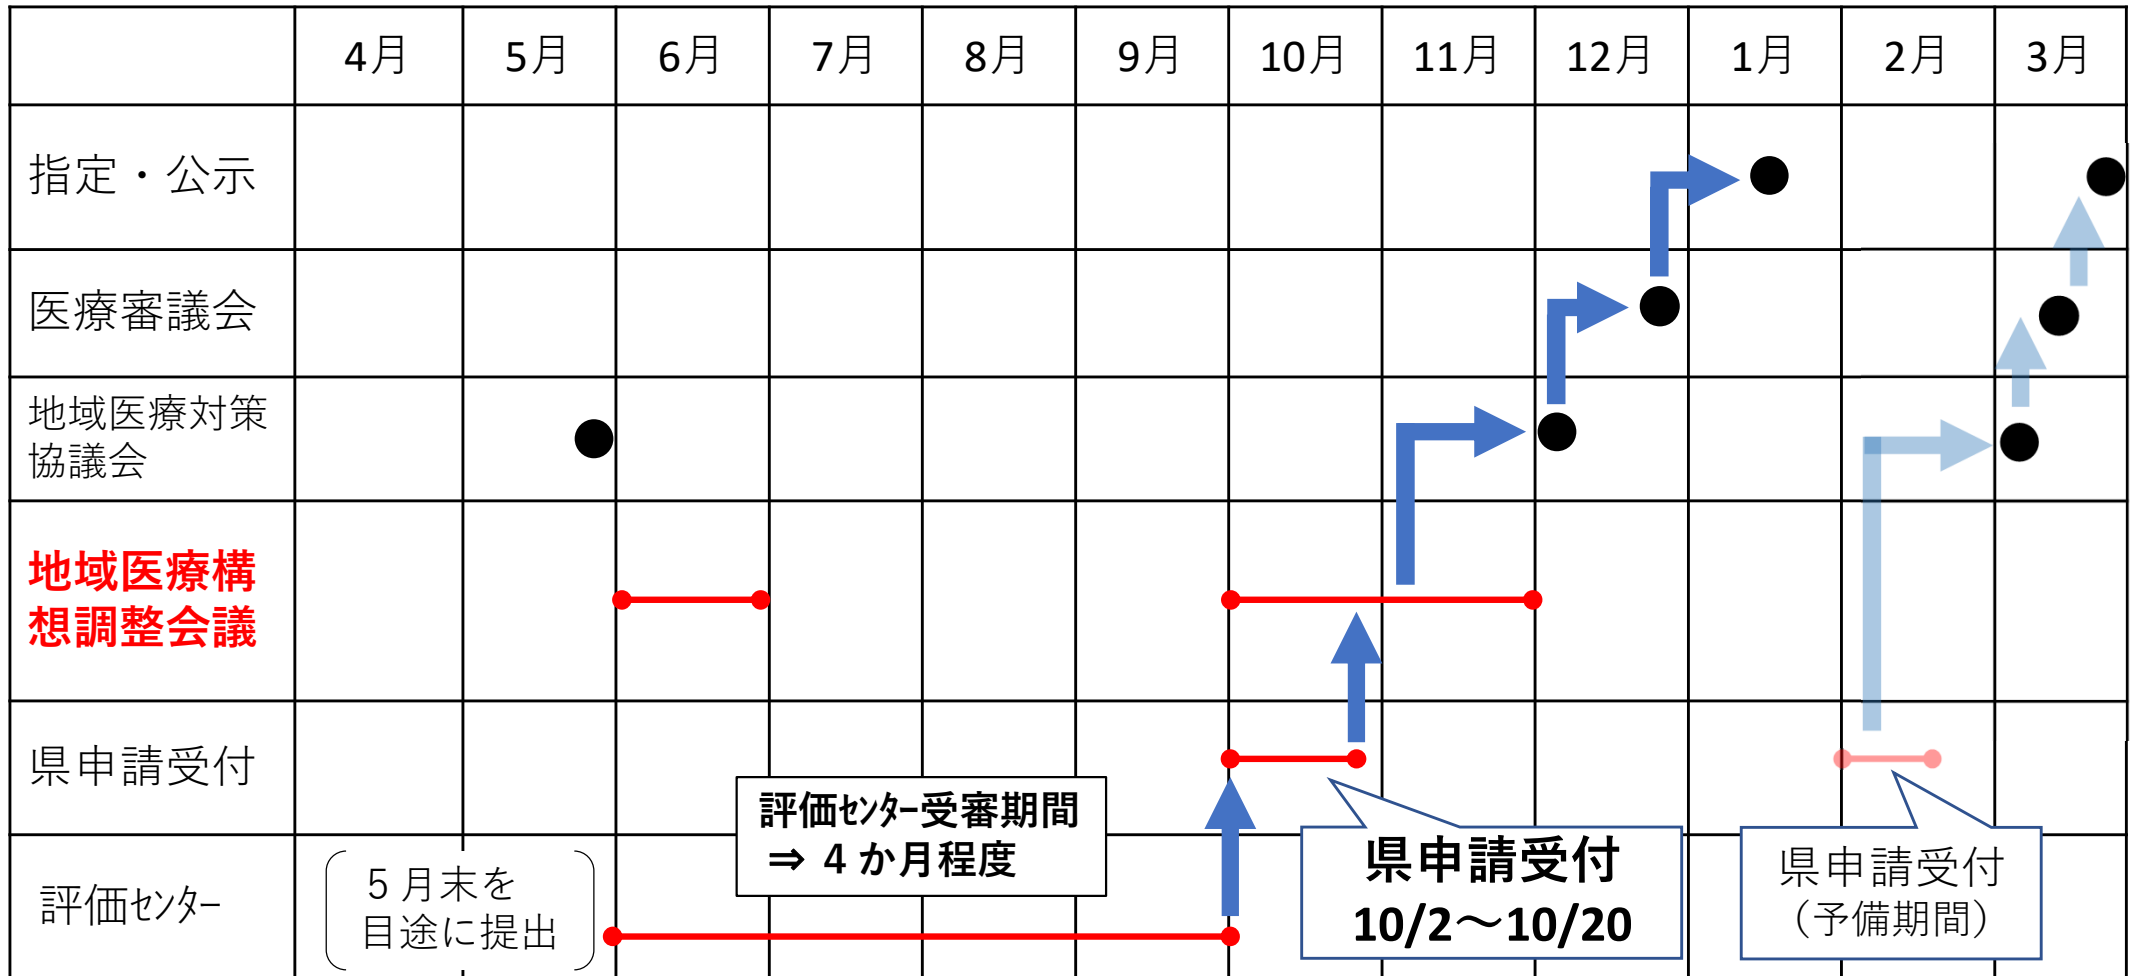 4月 5月 6月 7月 8月 9月 10月 11月 12月 1月 2月 3月
指定・公示
医療審議会
地域医療対策
協議会
地域医療構
想調整会議
県申請受付
評価ｾﾝﾀｰ
5月末を
目途に提出
評価ｾﾝﾀｰ受審期間
⇒ 4か月程度
県申請受付
10/2～10/20
県申請受付
（予備期間）